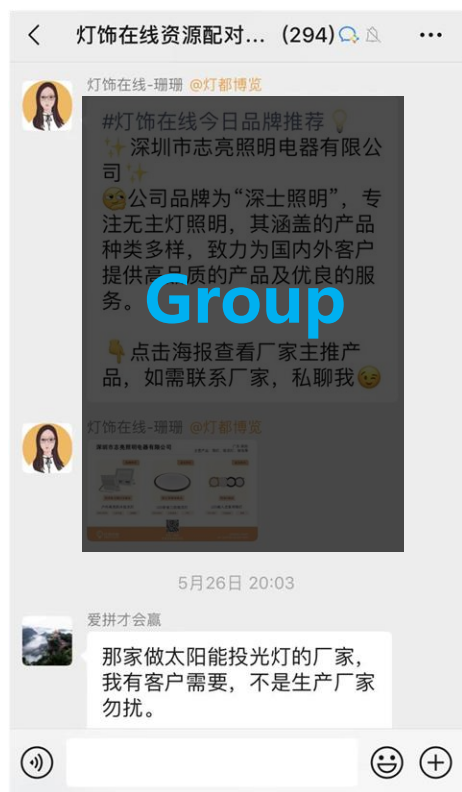 灯饰在线资源配对... (294)
灯饰在线-珊珊 @灯都博览
#灯饰在线今日品牌推荐
深圳市志亮照明电器有限公
司
公司品牌为“深士照明”，专
注无主灯照明，其涵盖的产品
种类多样，致力为国内外客户
提供高品质的产品及优良的服
务。
Group
点击海报查看厂家主推产
品，如需联系厂家，私聊我
灯饰在线-珊珊 @灯都博览
深圳市志亮照明电器有限公司
5月26日 20:03
爱拼才会赢
那家做太阳能投光灯的厂家，
我有客户需要，不是生产厂家
勿扰。